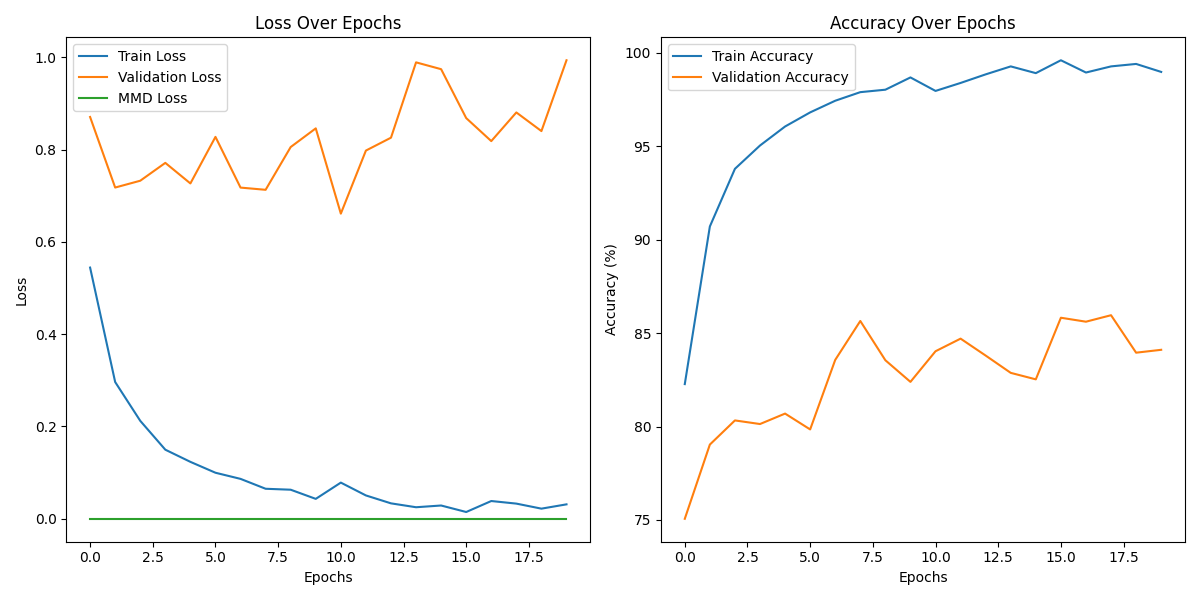 Loss Over Epochs
Train Loss
Validation Loss
MMD Loss
1.0
0.8
0.6
0.4
0.2
0.0
Loss
0.0 2.5 5.0 7.5 10.0 12.5 15.0 17.5
Epochs
Accuracy Over Epochs
Train Accuracy
Validation Accuracy
100
95
90
85
80
75
Accuracy (%)
0.0 2.5 5.0 7.5 10.0 12.5 15.0 17.5
Epochs